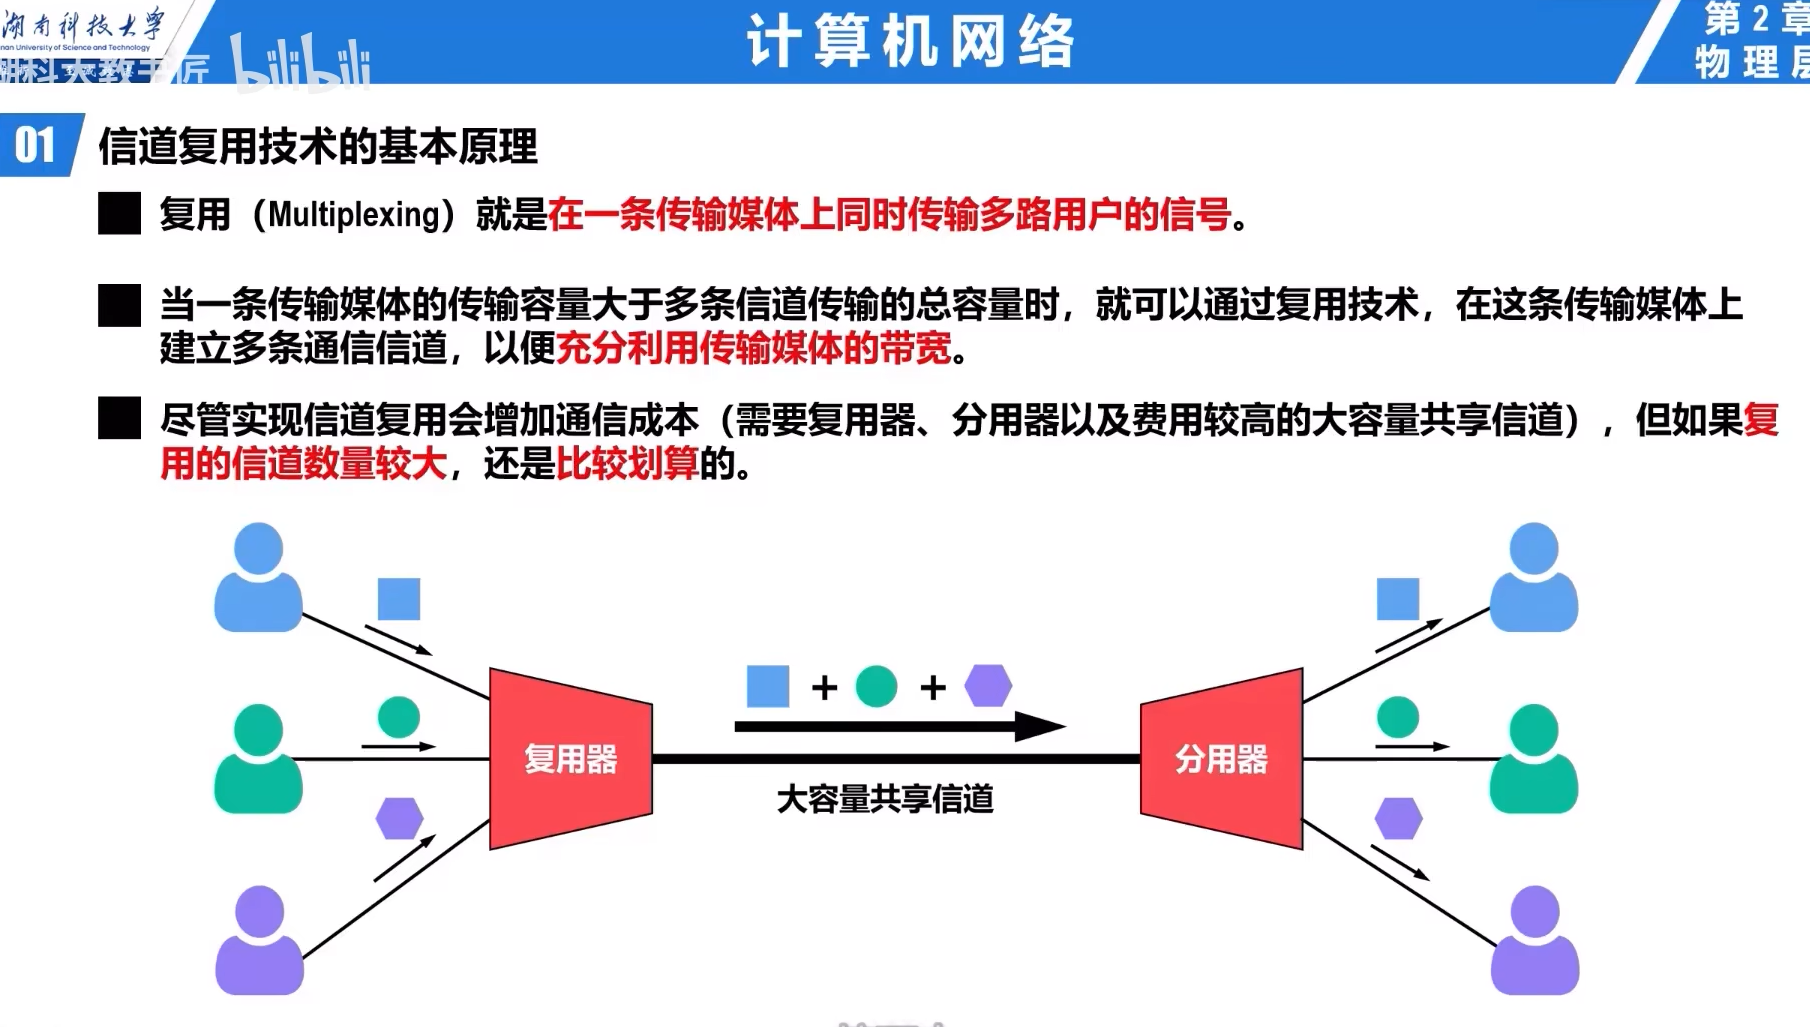 湖南科技大学
nan University of Science and Technology
bilibili
计算机网络
第2章
物理层
01
信道复用技术的基本原理
复用（Multiplexing）就是在一条传输媒体上同时传输多路用户的信号。
当一条传输媒体的传输容量大于多条信道传输的总容量时，就可以通过复用技术，在这条传输媒体上
建立多条通信信道，以便充分利用传输媒体的带宽。
尽管实现信道复用会增加通信成本（需要复用器、分用器以及费用较高的大容量共享信道），但如果复
用的信道数量较大，还是比较划算的。
+ +
复用器
分用器
大容量共享信道